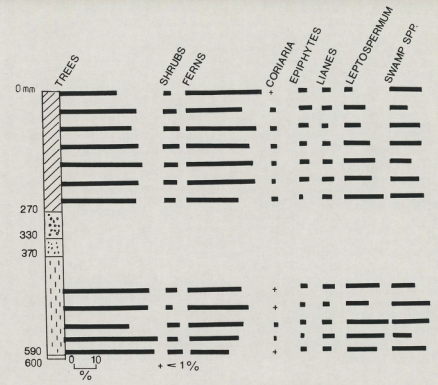 TREES
SHRUBS
FERNS
CORIARIA
EPIPHYTES
LIANES
LEPTOSPERMUM
SWAMP SPP.
0 mm
+
270
330
370
+
+
+
+
590
600
0 10
%
+ < 1%